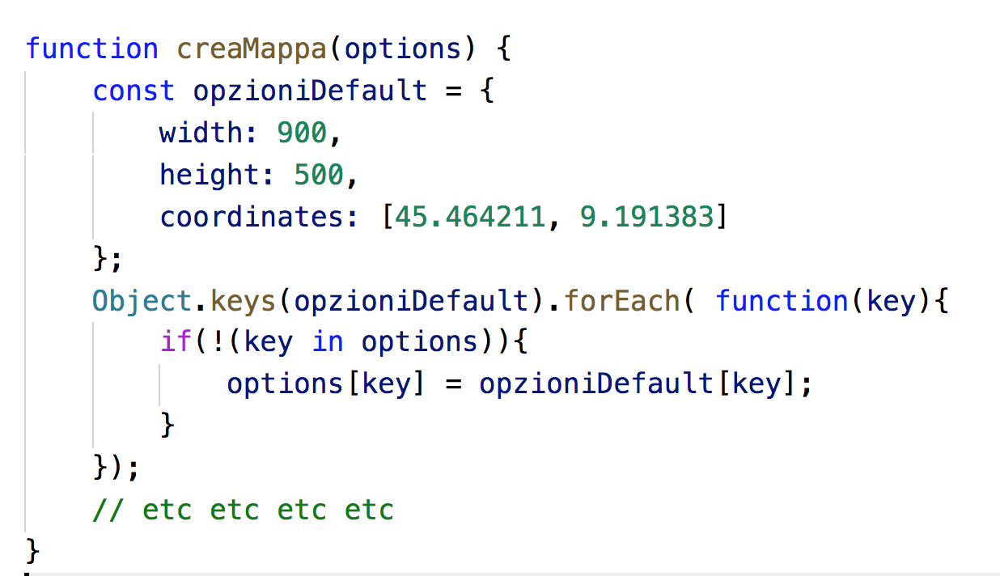 function creaMappa(options) {
    const opzioniDefault = {
        width: 900,
        height: 500,
        coordinates: [45.464211, 9.191383]
    };
    Object.keys(opzioniDefault).forEach( function(key){
        if(!(key in options)){
            options[key] = opzioniDefault[key];
        }
    });
    // etc etc etc etc
}